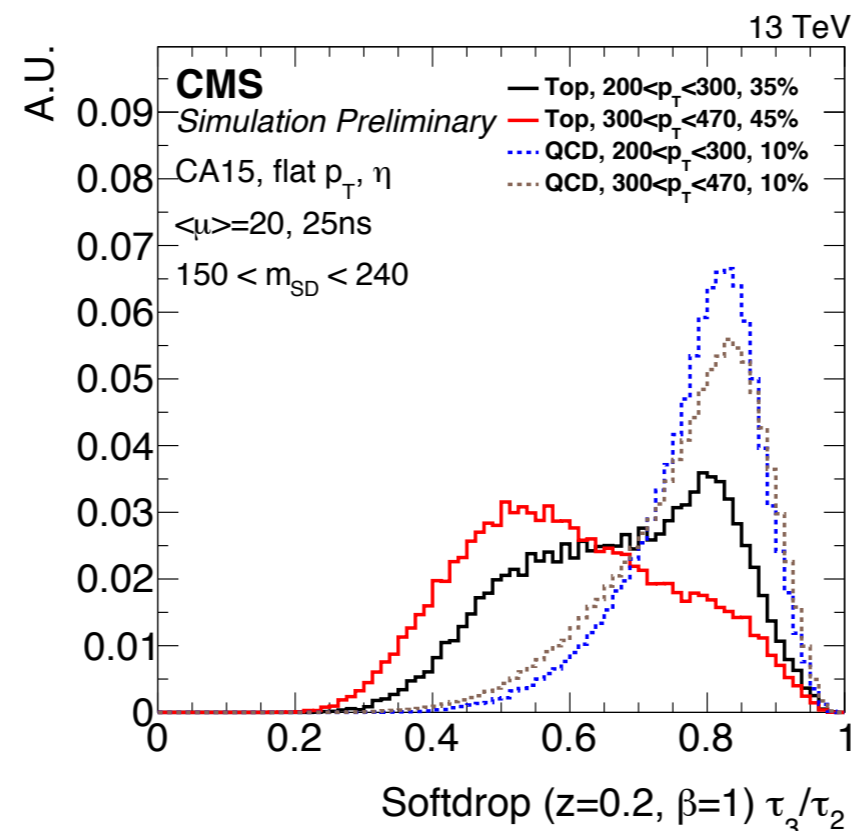 13 TeV
A.U.
CMS
Simulation Preliminary
CA15, flat p_T, η
<μ>=20, 25ns
150 < m_SD < 240
Top, 200<p_T<300, 35%
Top, 300<p_T<470, 45%
QCD, 200<p_T<300, 10%
QCD, 300<p_T<470, 10%
0.09
0.08
0.07
0.06
0.05
0.04
0.03
0.02
0.01
0
0 0.2 0.4 0.6 0.8 1
Softdrop (z=0.2, β=1) τ_3/τ_2